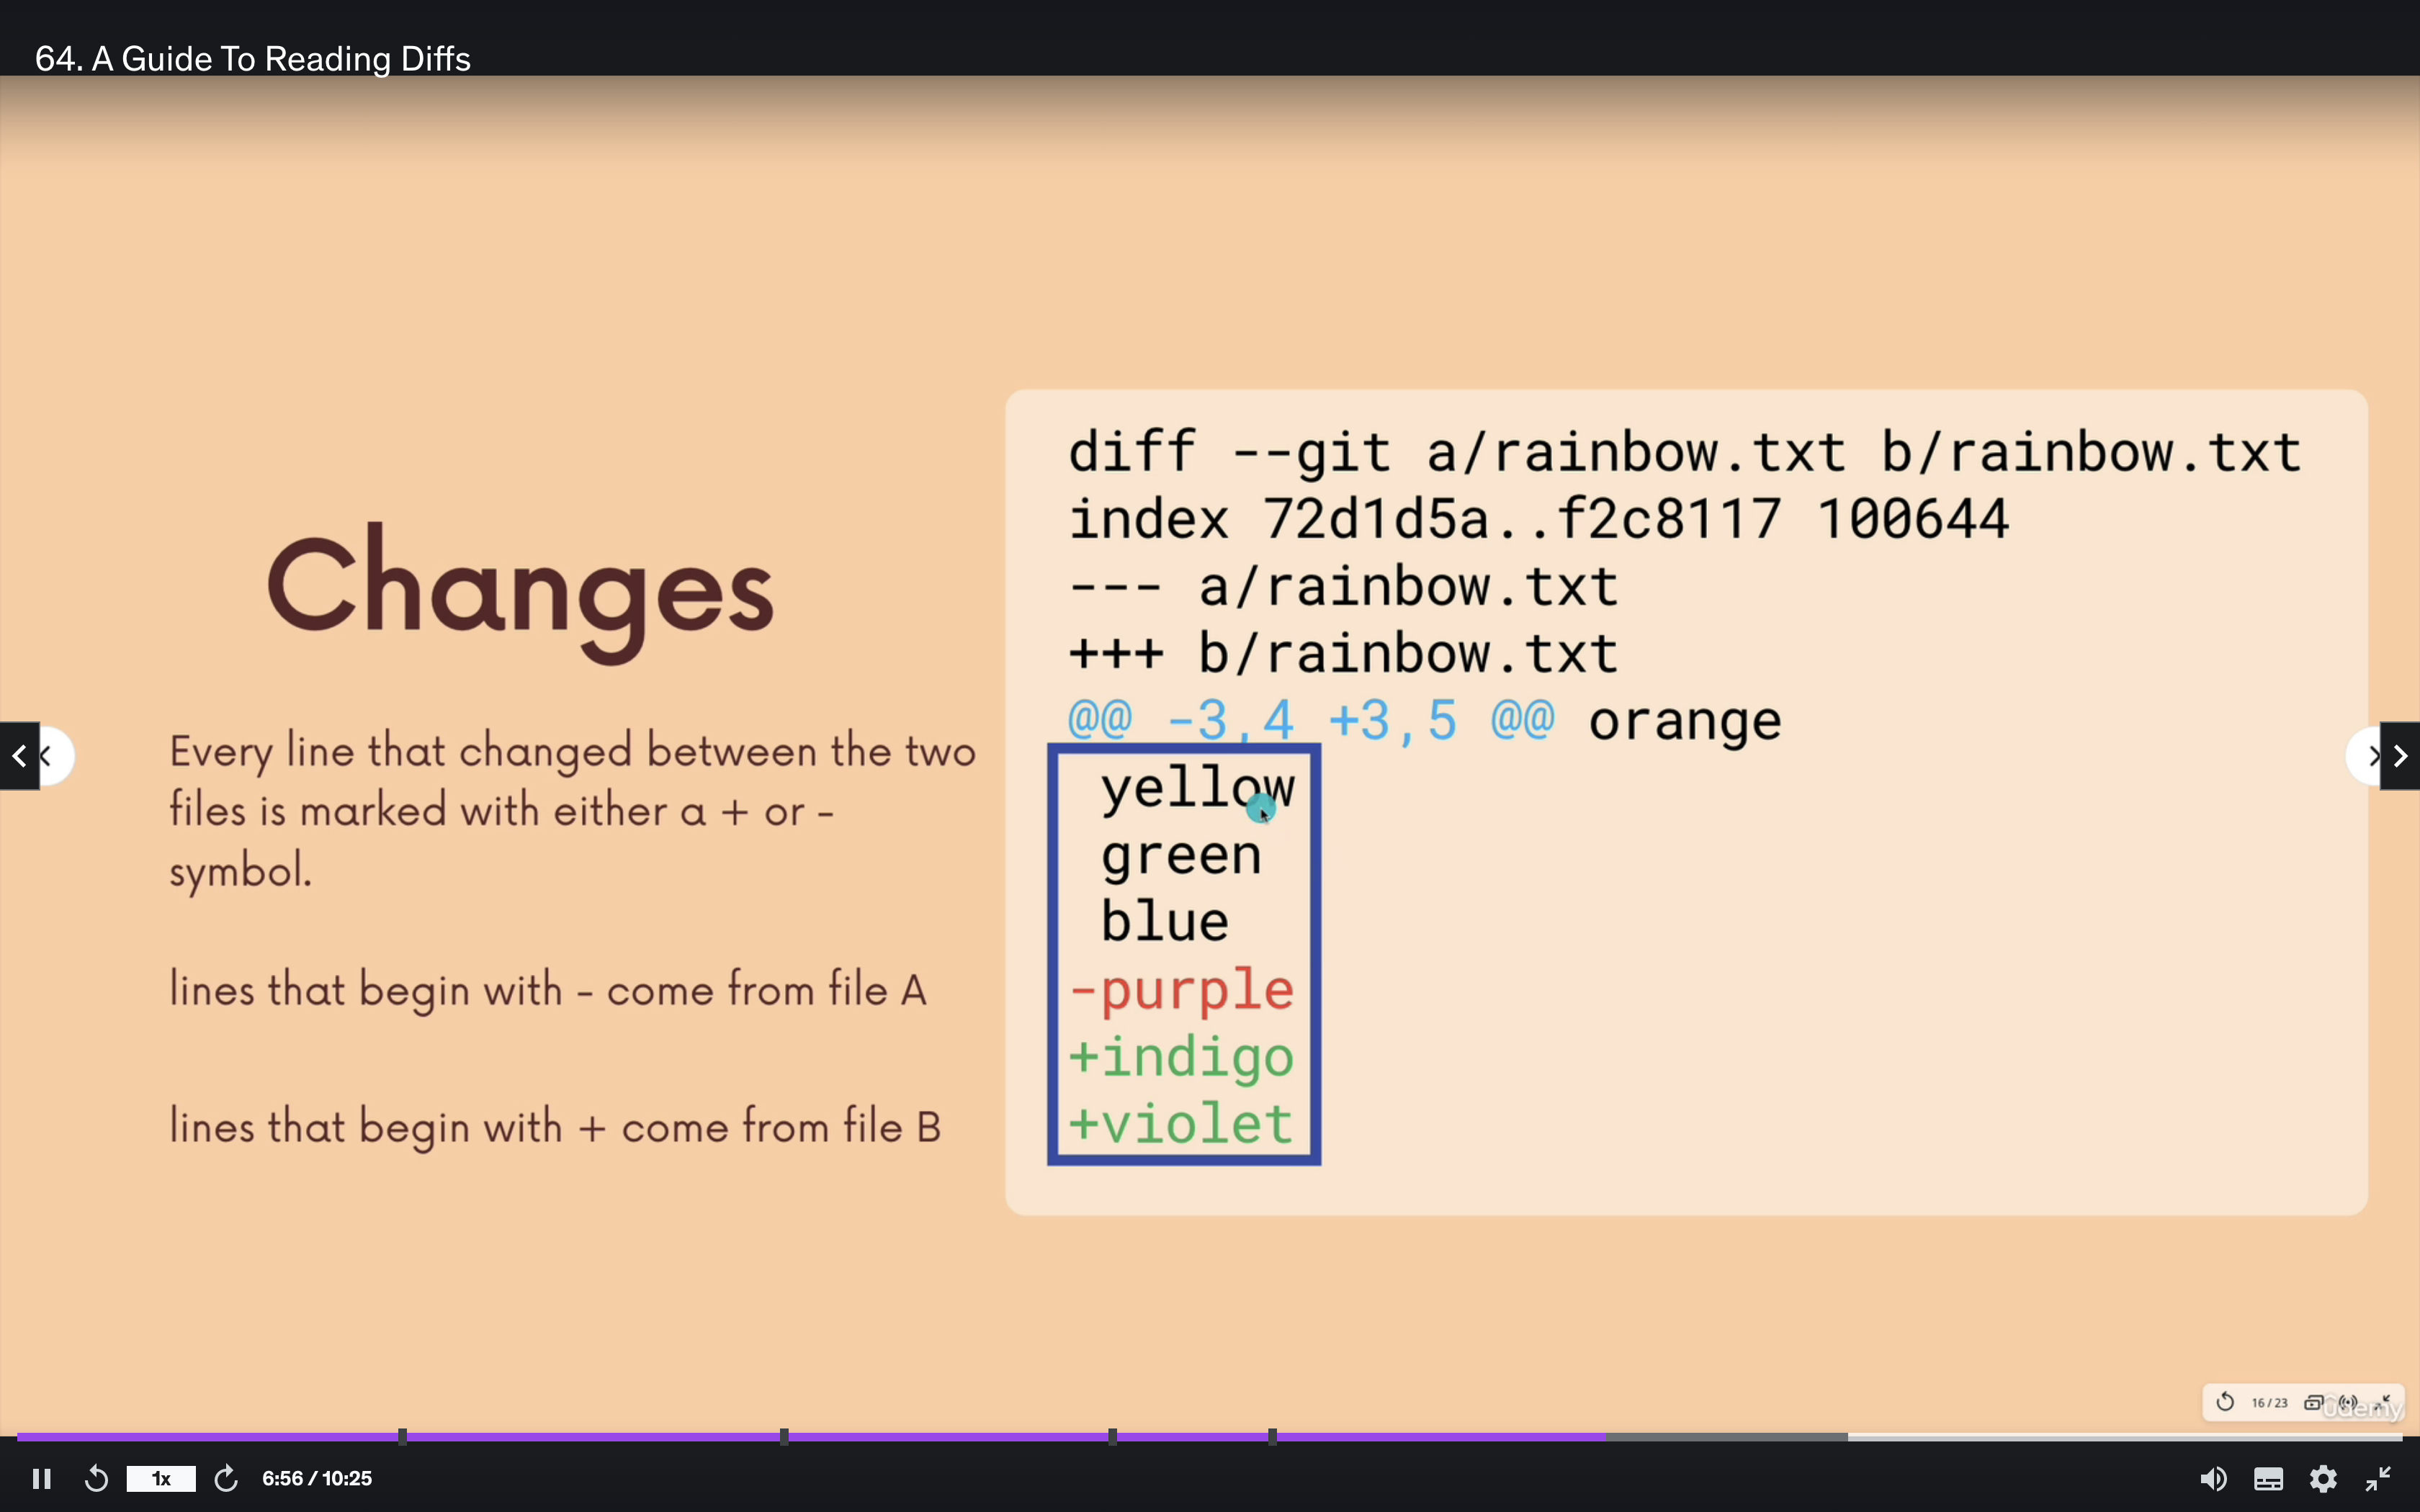 64. A Guide To Reading Diffs
Changes
Every line that changed between the two
files is marked with either a + or -
symbol.
lines that begin with - come from file A
lines that begin with + come from file B
diff --git a/rainbow.txt b/rainbow.txt
index 72d1d5a..f2c8117 100644
--- a/rainbow.txt
+++ b/rainbow.txt
@@ -3,4 +3,5 @@ orange
 yellow
 green
 blue
-purple
+indigo
+violet
16 / 23
ûdemy
1x
6:56 / 10:25